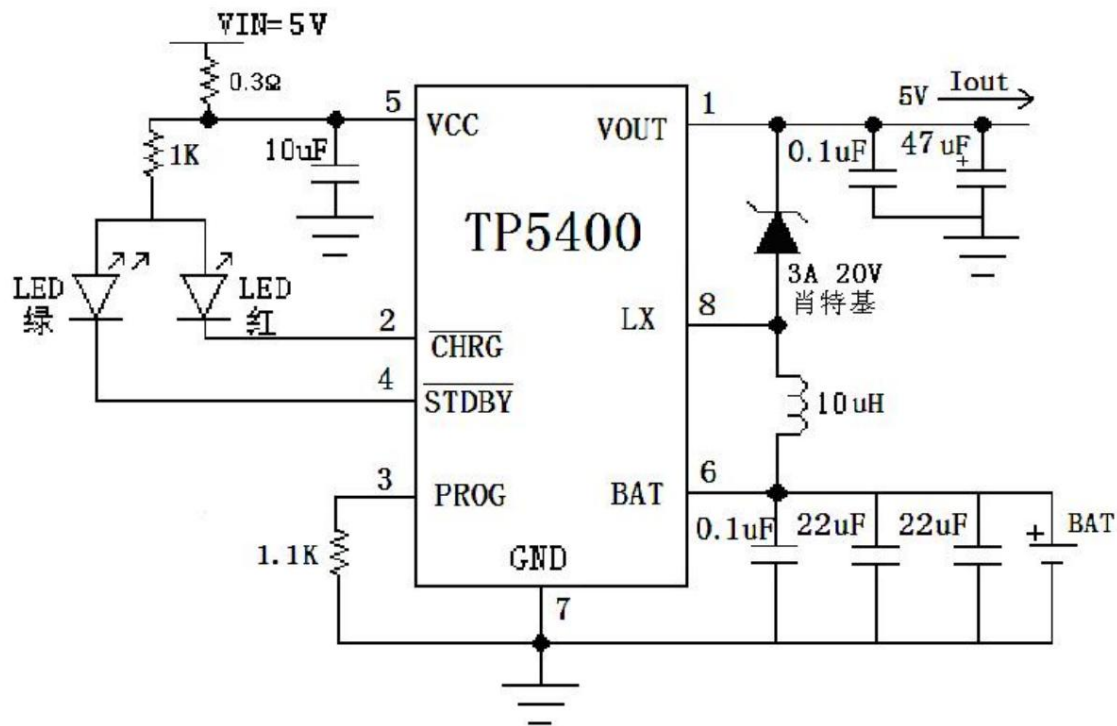 VIN=5V
0.3Ω
1K
10uF
5
VCC
VOUT
1
5V
Iout
0.1uF
47uF
+
TP5400
LED
绿
LED
红
3A 20V
肖特基
2
CHRG
LX
8
4
STDBY
10uH
3
PROG
BAT
6
1.1K
0.1uF
22uF
22uF
+
BAT
GND
7